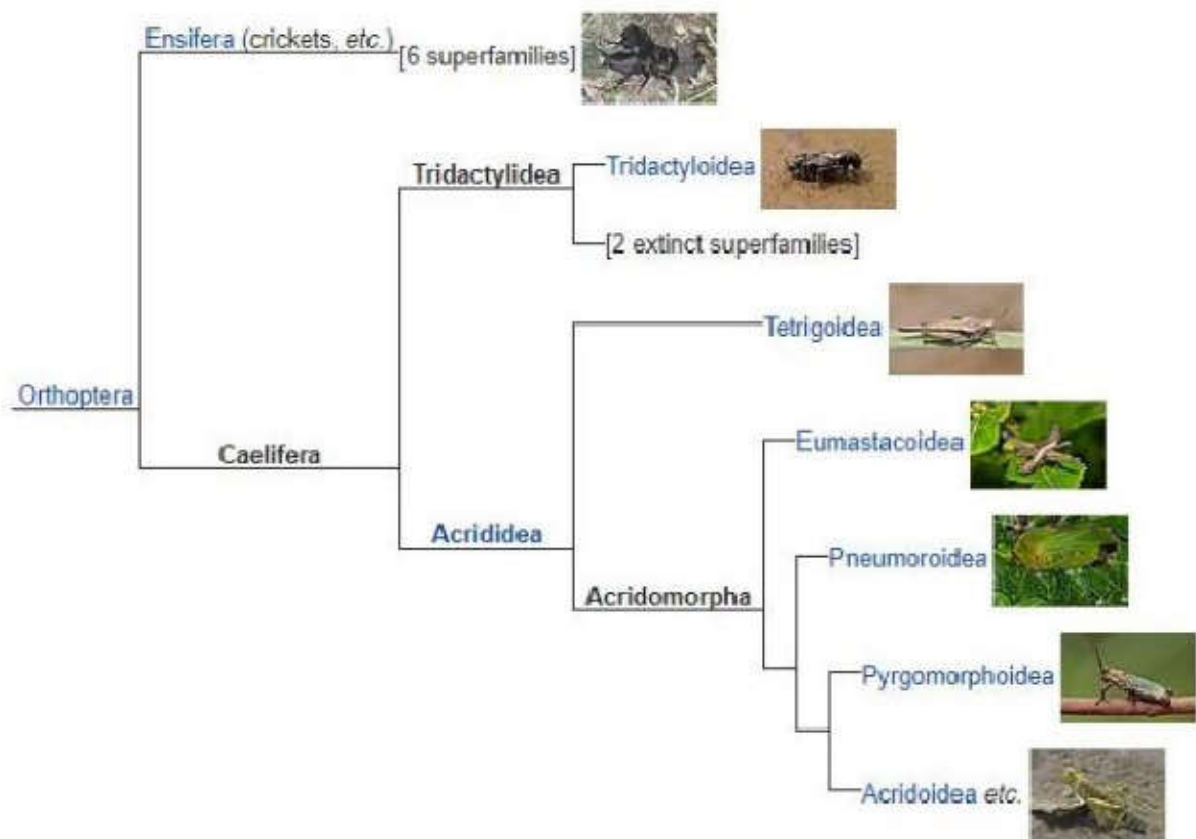 Ensifera (crickets, etc.)
[6 superfamilies]
Tridactylidea
Tridactyloidea
[2 extinct superfamilies]
Tetrigoidea
Orthoptera
Eumastacoidea
Caelifera
Acrididea
Pneumoroidea
Acridomorpha
Pyrgomorphoidea
Acridoidea etc.